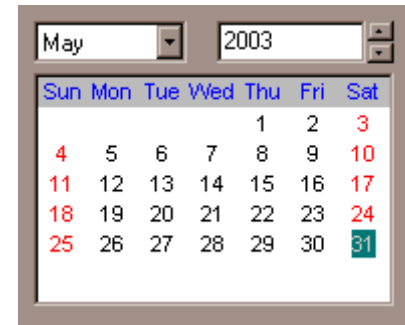 May 2003
Sun Mon Tue Wed Thu Fri Sat
1 2 3
4 5 6 7 8 9 10
11 12 13 14 15 16 17
18 19 20 21 22 23 24
25 26 27 28 29 30 31